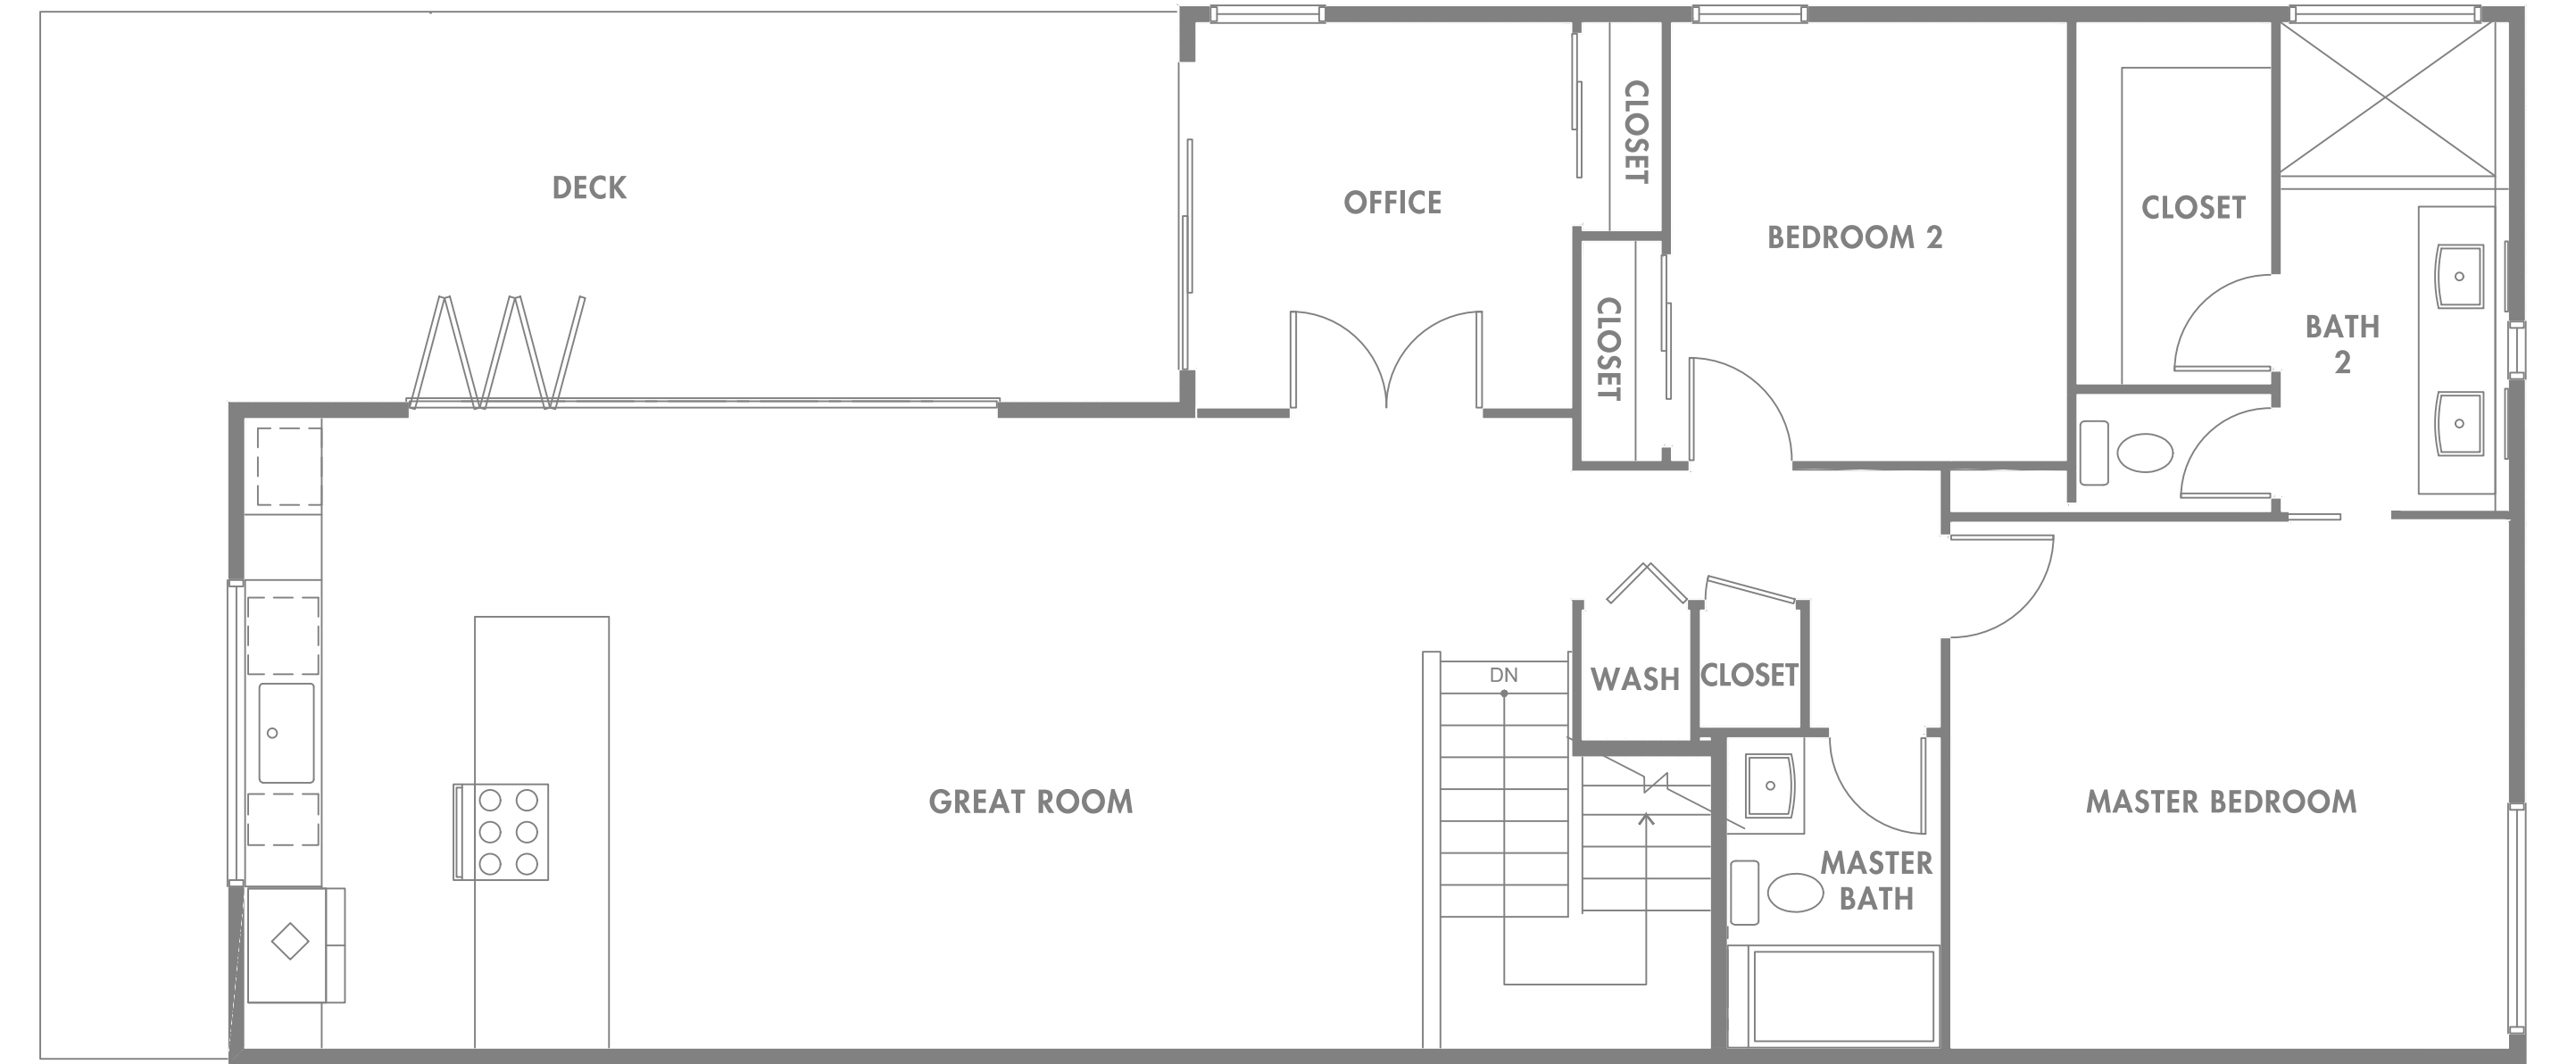 DECK
OFFICE
CLOSET
CLOSET
BEDROOM 2
CLOSET
BATH
2
DN
WASH
CLOSET
GREAT ROOM
MASTER
BATH
MASTER BEDROOM